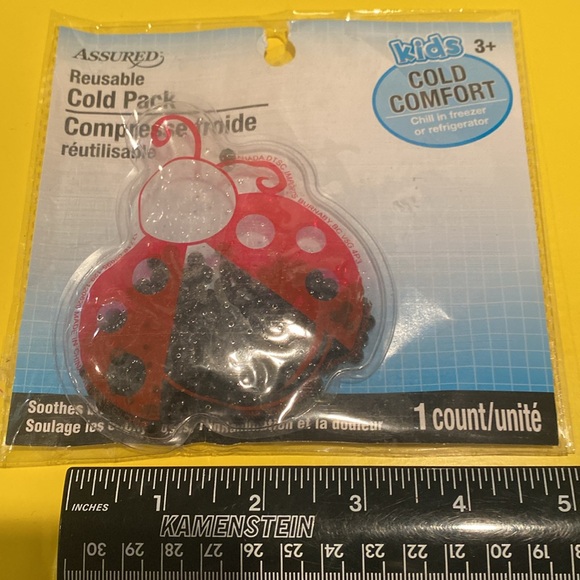 ASSURED
Reusable
Cold Pack
Compresse froide
réutilisable
kids 3+
COLD
COMFORT
Chill in freezer
or refrigerator
Soothes
Soulage les et la douleur
1 count/unité
INCHES 1 2 3 4 5
KAMENSTEIN
30 29 28 27 26 25 24 23 22 21 20 19 18